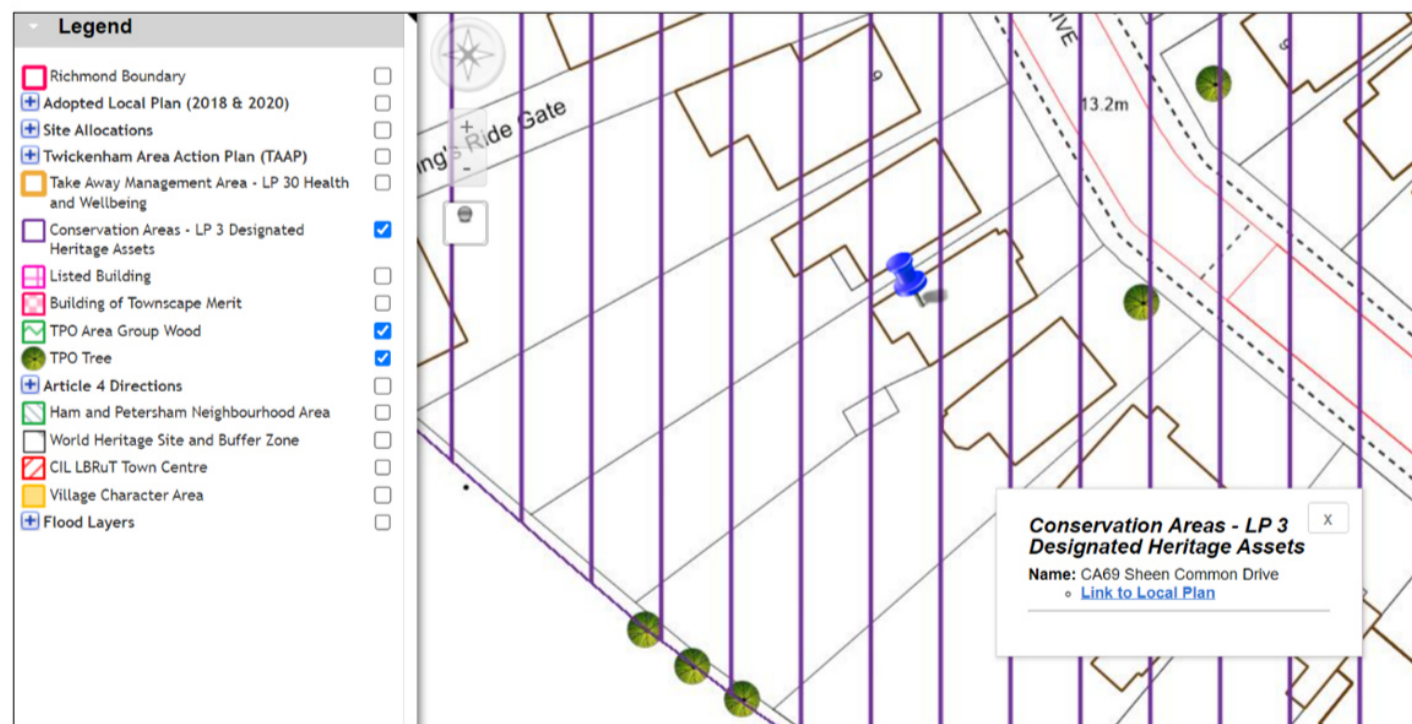 Legend
Richmond Boundary
Adopted Local Plan (2018 & 2020)
Site Allocations
Twickenham Area Action Plan (TAAP)
Take Away Management Area - LP 30 Health
and Wellbeing
Conservation Areas - LP 3 Designated
Heritage Assets
Listed Building
Building of Townscape Merit
TPO Area Group Wood
TPO Tree
Article 4 Directions
Ham and Petersham Neighbourhood Area
World Heritage Site and Buffer Zone
CIL LBRuT Town Centre
Village Character Area
Flood Layers
+
-
ng's Ride Gate
9
IVE
13.2m
9
Conservation Areas - LP 3
Designated Heritage Assets
X
Name: CA69 Sheen Common Drive
Link to Local Plan